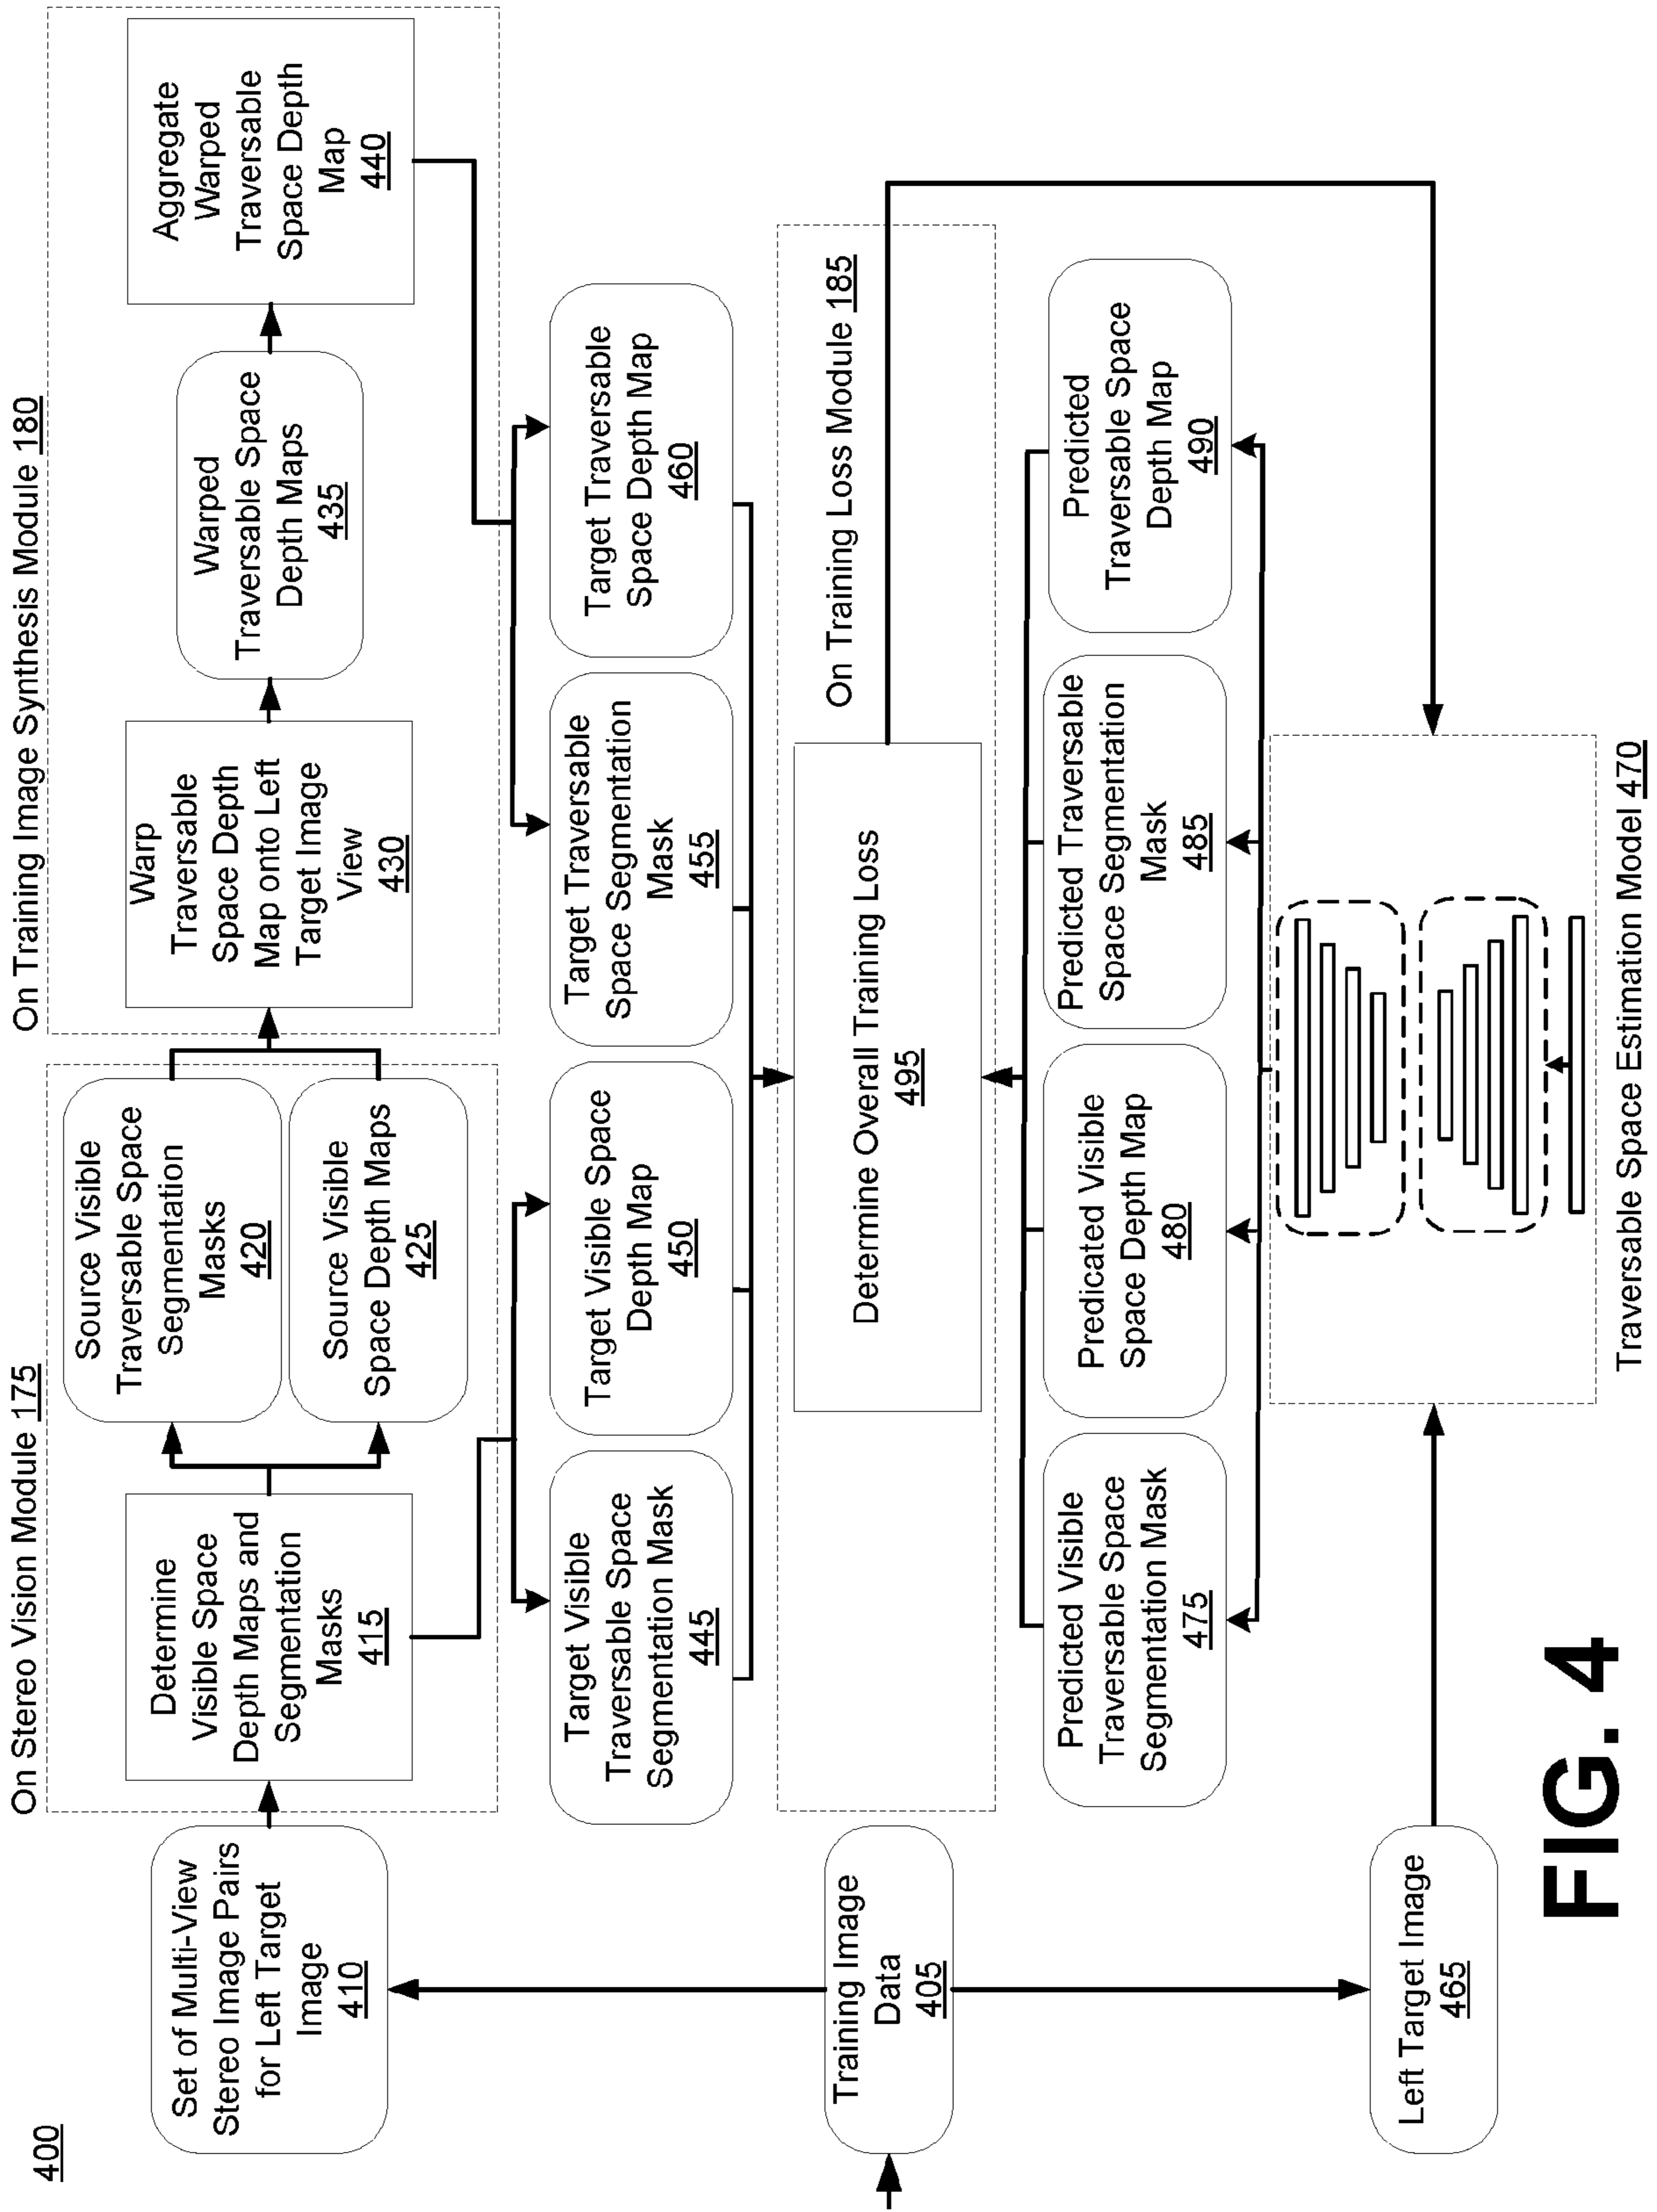 400
On Stereo Vision Module 175
On Training Image Synthesis Module 180
Set of Multi-View
Stereo Image Pairs
for Left Target
Image
410
Determine
Visible Space
Depth Maps and
Segmentation
Masks
415
Source Visible
Traversable Space
Segmentation
Masks
420
Source Visible
Space Depth Maps
425
Warp
Traversable
Space Depth
Map onto Left
Target Image
View
430
Warped
Traversable Space
Depth Maps
435
Aggregate
Warped
Traversable
Space Depth
Map
440
Target Visible
Traversable Space
Segmentation Mask
445
Target Visible Space
Depth Map
450
Target Traversable
Space Segmentation
Mask
455
Target Traversable
Space Depth Map
460
Training Image
Data
405
Determine Overall Training Loss
495
On Training Loss Module 185
Predicted Visible
Traversable Space
Segmentation Mask
475
Predicated Visible
Space Depth Map
480
Predicted Traversable
Space Segmentation
Mask
485
Predicted
Traversable Space
Depth Map
490
Left Target Image
465
Traversable Space Estimation Model 470
FIG. 4